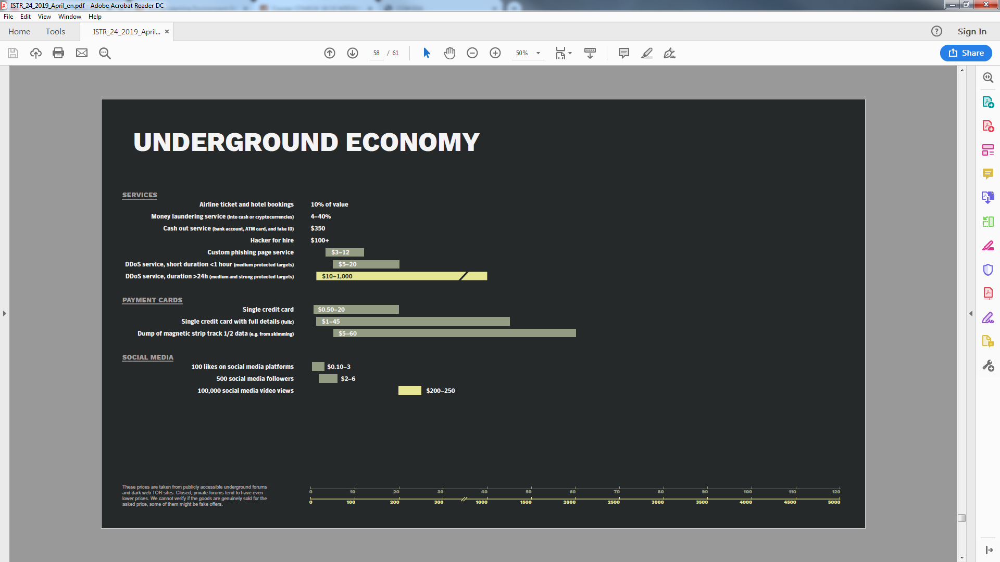 ISTR_24_2019_April_en.pdf - Adobe Acrobat Reader DC
File Edit View Window Help
Home Tools ISTR_24_2019_April... × Sign In
58 / 61 50% Share
UNDERGROUND ECONOMY
SERVICES
Airline ticket and hotel bookings 10% of value
Money laundering service (into cash or cryptocurrencies) 4–40%
Cash out service (bank account, ATM card, and fake ID) $350
Hacker for hire $100+
Custom phishing page service $3–12
DDoS service, short duration <1 hour (medium protected targets) $5–20
DDoS service, duration >24h (medium and strong protected targets) $10–1,000
PAYMENT CARDS
Single credit card $0.50–20
Single credit card with full details (fullz) $1–45
Dump of magnetic strip track 1/2 data (e.g. from skimming) $5–60
SOCIAL MEDIA
100 likes on social media platforms $0.10–3
500 social media followers $2–6
100,000 social media video views $200–250
These prices are taken from publicly accessible underground forums
and dark web TOR sites. Closed, private forums tend to have even
lower prices. We cannot verify if the goods are genuinely sold for the
asked price, some of them might be fake offers.
0 10 20 30 40 50 60 70 80 90 100 110 120
0 100 200 300 1000 1500 2000 2500 3000 3500 4000 4500 5000